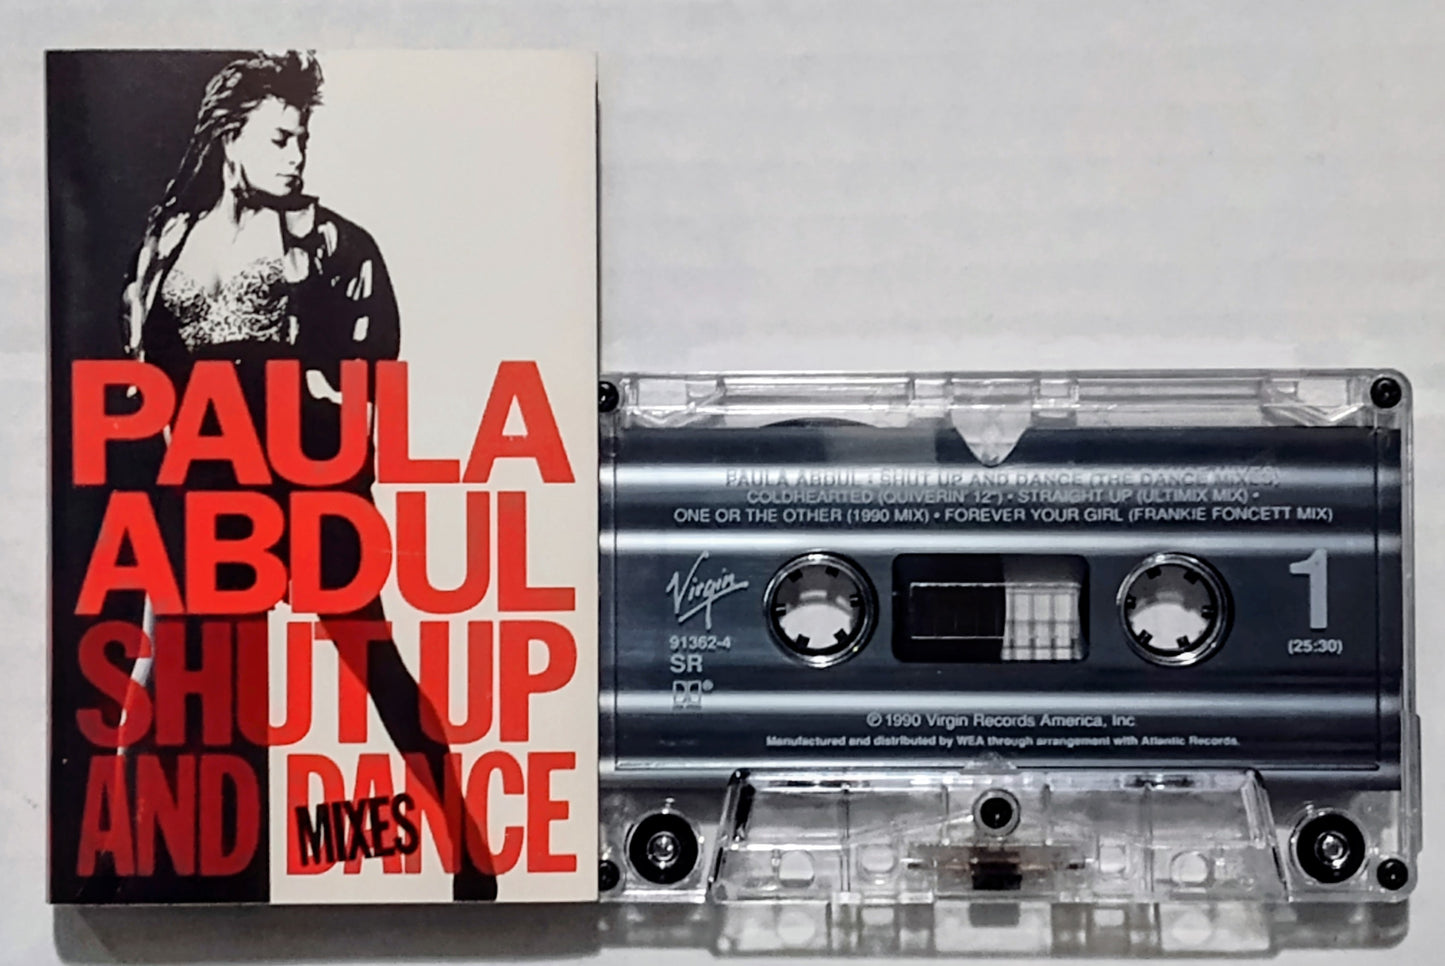 PAULA
ABDUL
SHUT UP
AND DANCE
MIXES
PAULA ABDUL • SHUT UP AND DANCE (THE DANCE MIXES)
COLDHEARTED (QUIVERIN' 12") • STRAIGHT UP (ULTIMIX MIX) •
ONE OR THE OTHER (1990 MIX) • FOREVER YOUR GIRL (FRANKIE FONCETT MIX)
Virgin
91362-4
SR
1
(25:30)
℗ 1990 Virgin Records America, Inc
Manufactured and distributed by WEA through arrangement with Atlantic Records.